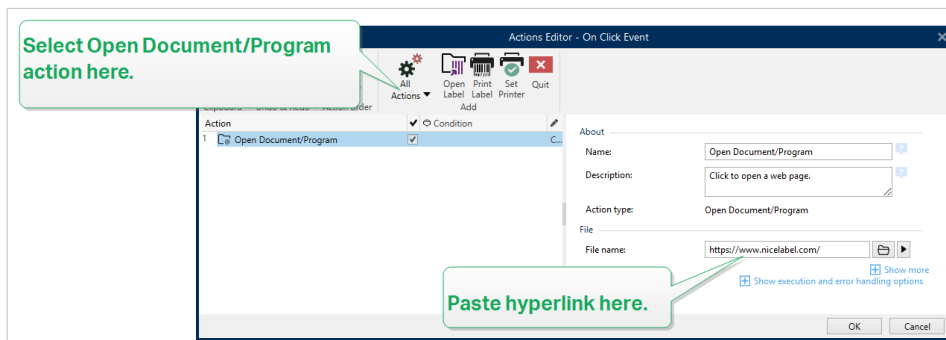 Select Open Document/Program
action here.
Actions Editor - On Click Event
All
Actions
Open
Label
Print
Label
Set
Printer
Quit
Add
Action
Condition
1 Open Document/Program
C...
About
Name:
Open Document/Program
Description:
Click to open a web page.
Action type:
Open Document/Program
File
File name:
https://www.nicelabel.com/
Show more
Show execution and error handling options
Paste hyperlink here.
OK
Cancel